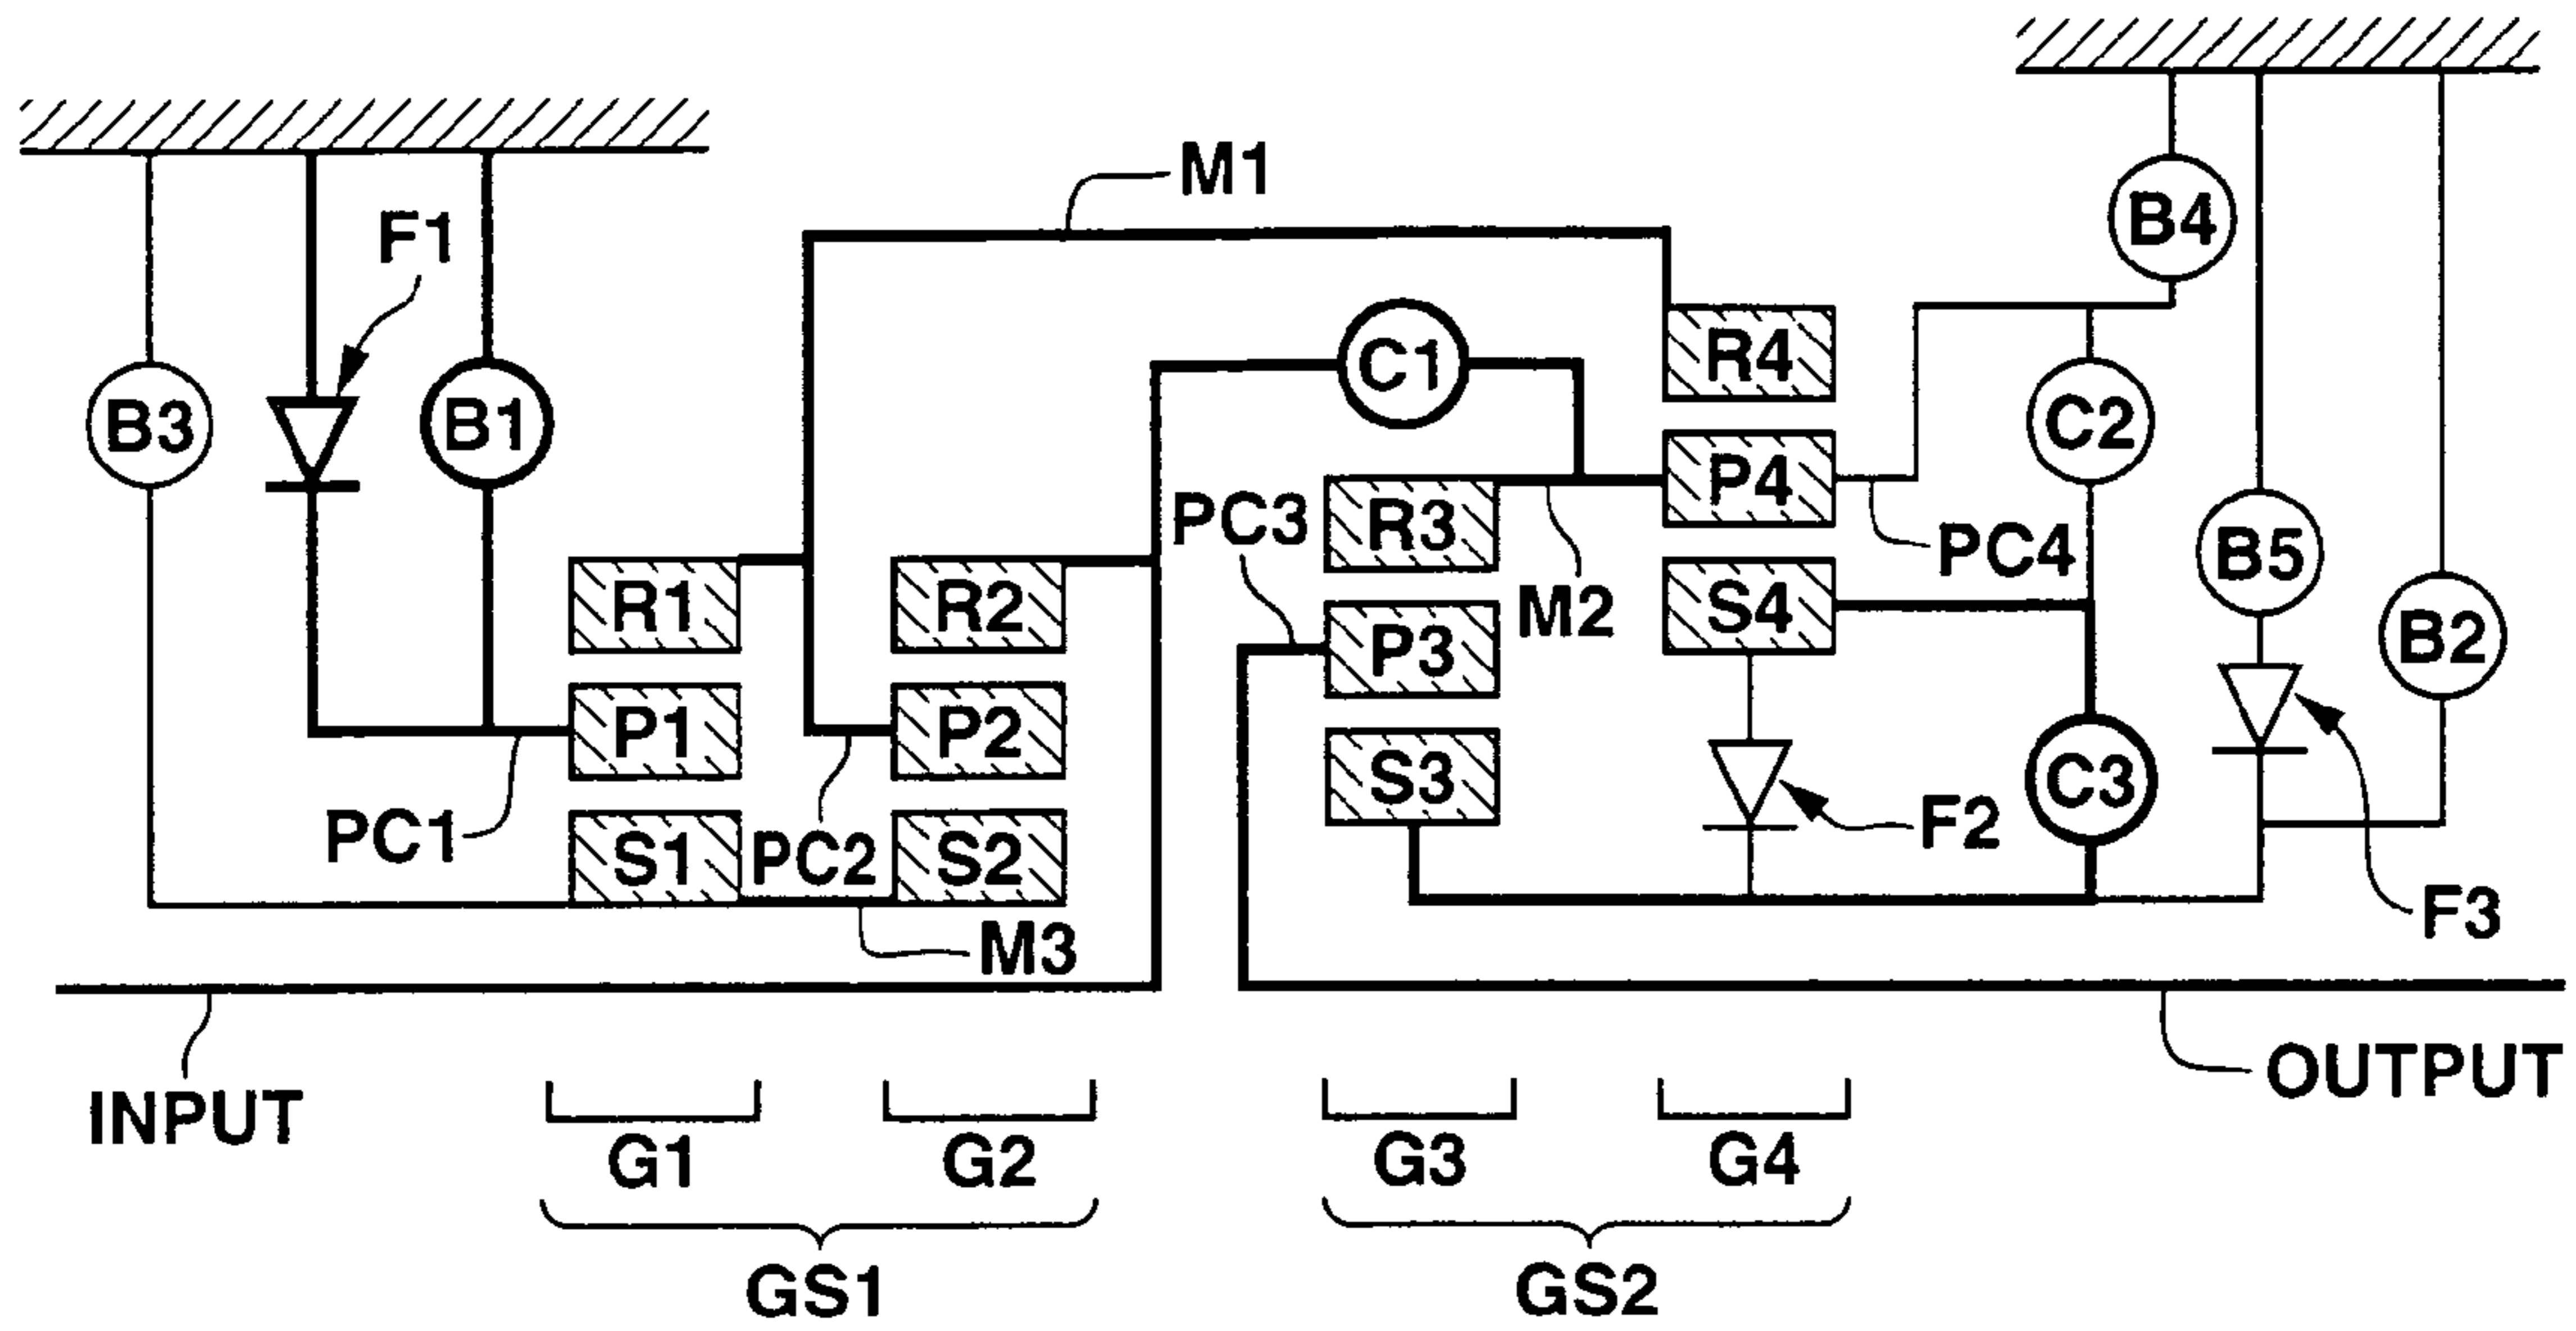 M1
F1
B4
B3
B1
C1
R4
C2
P4
PC3
R3
PC4
B5
R1
R2
M2
S4
B2
P3
P1
P2
S3
C3
PC1
F2
S1
PC2
S2
F3
M3
INPUT
OUTPUT
G1
G2
G3
G4
GS1
GS2